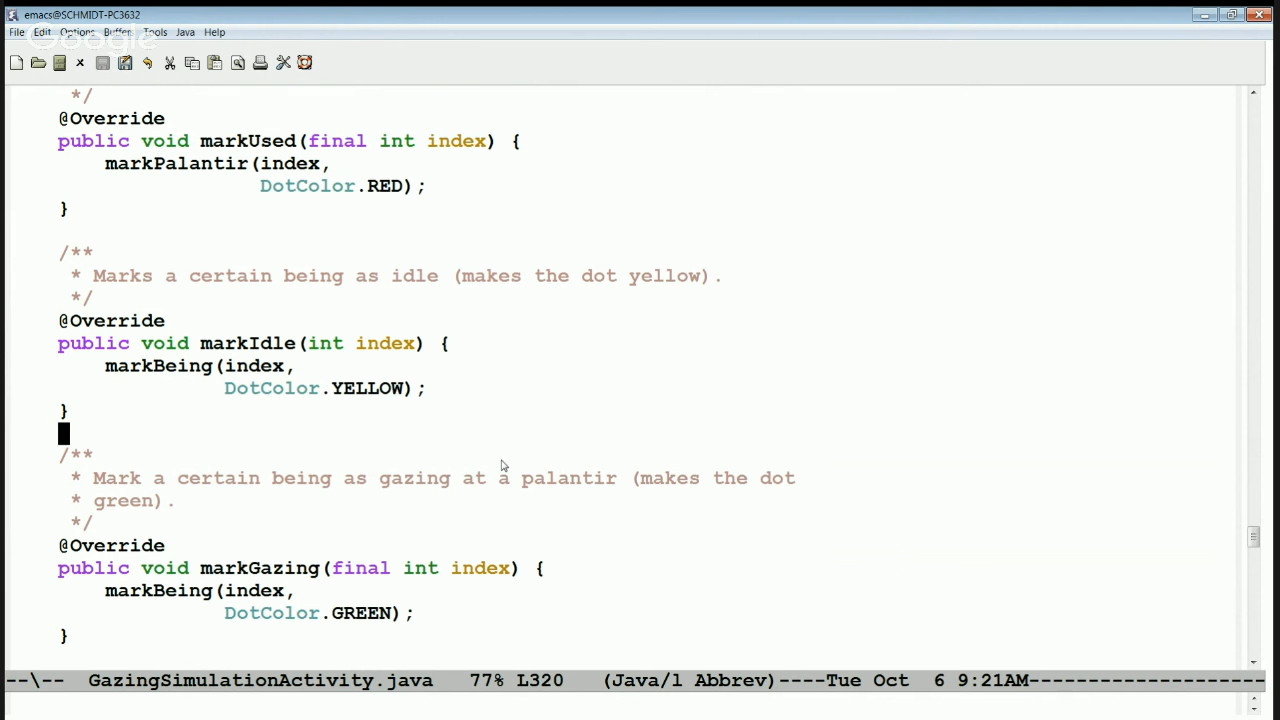 emacs@SCHMIDT-PC3632
File Edit Options Buffer Tools Java Help
Google
*/
@Override
public void markUsed(final int index) {
markPalantir(index,
DotColor.RED);
}
/**
* Marks a certain being as idle (makes the dot yellow).
*/
@Override
public void markIdle(int index) {
markBeing(index,
DotColor.YELLOW);
}
/**
* Mark a certain being as gazing at a palantir (makes the dot
* green).
*/
@Override
public void markGazing(final int index) {
markBeing(index,
DotColor.GREEN);
}
--\-- GazingSimulationActivity.java 77% L320 (Java/l Abbrev)----Tue Oct 6 9:21AM--------------------